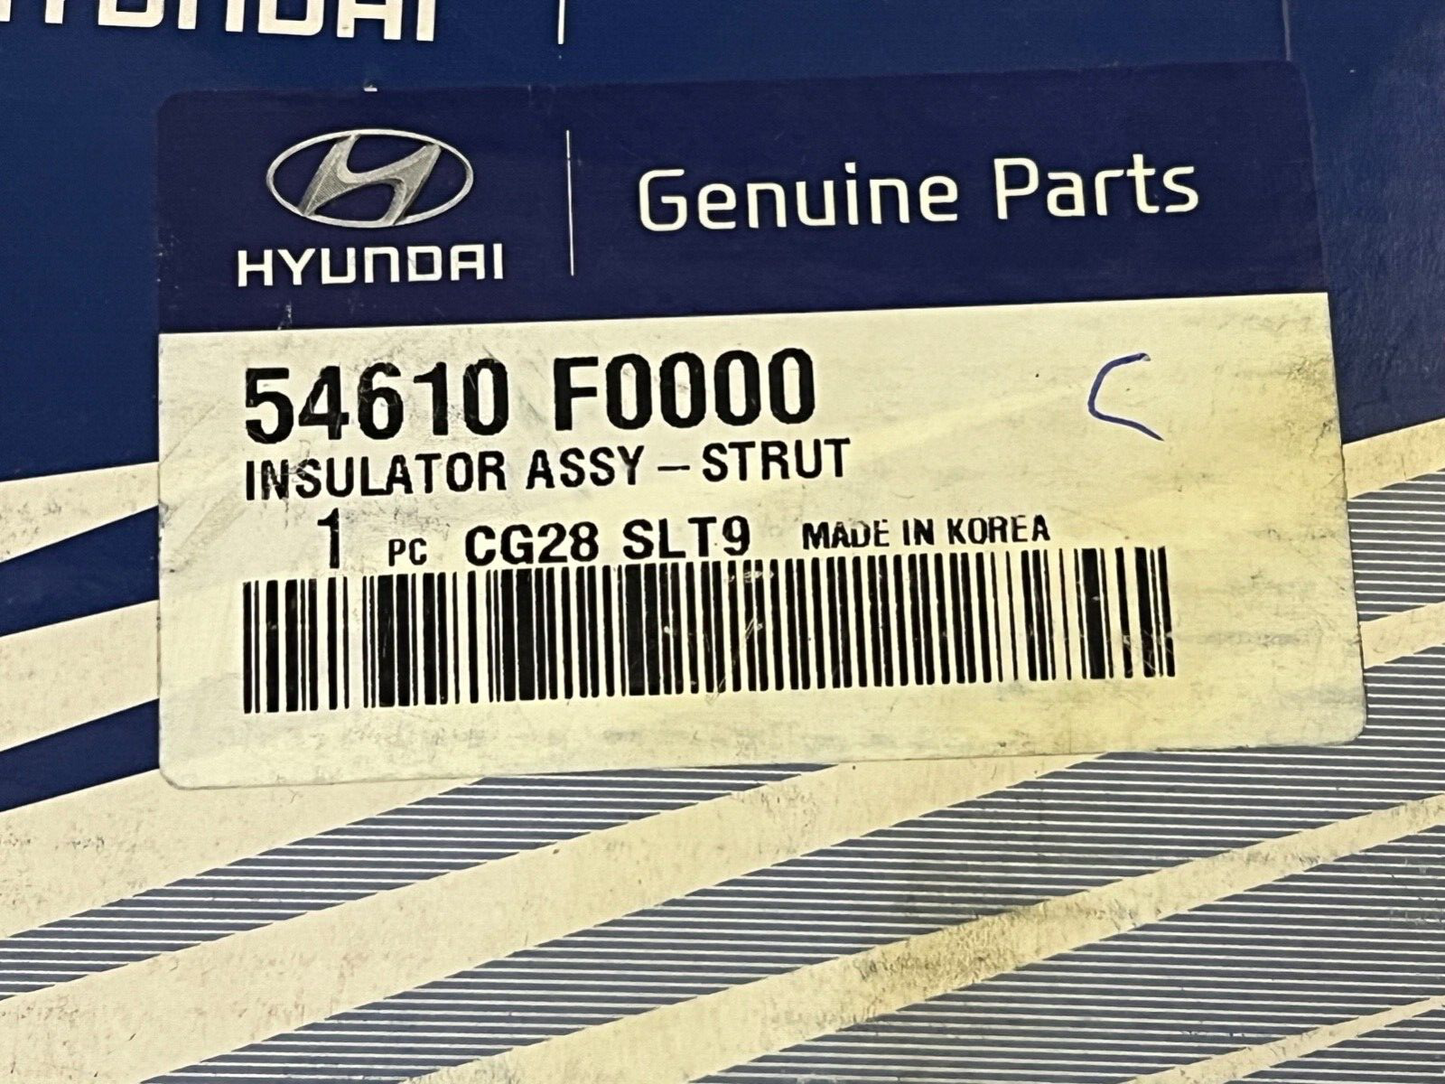 HYUNDAI
HYUNDAI
Genuine Parts
54610 F0000
INSULATOR ASSY – STRUT
1 PC CG28 SLT9 MADE IN KOREA